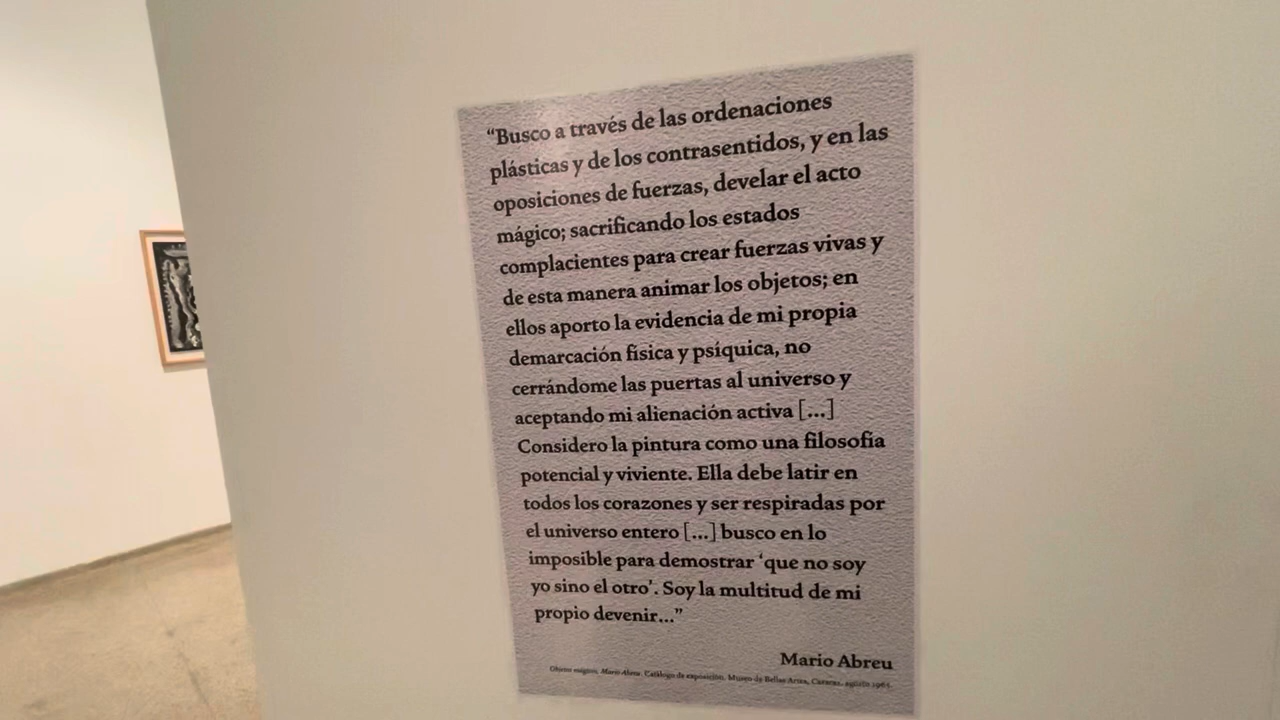 “Busco a través de las ordenaciones
plásticas y de los contrasentidos, y en las
oposiciones de fuerzas, develar el acto
mágico; sacrificando los estados
complacientes para crear fuerzas vivas y
de esta manera animar los objetos; en
ellos aporto la evidencia de mi propia
demarcación física y psíquica, no
cerrándome las puertas al universo y
aceptando mi alienación activa [...]
Considero la pintura como una filosofía
potencial y viviente. Ella debe latir en
todos los corazones y ser respiradas por
el universo entero [...] busco en lo
imposible para demostrar ‘que no soy
yo sino el otro’. Soy la multitud de mi
propio devenir...”
Mario Abreu
Objetos mágicos. Mario Abreu. Catálogo de exposición. Museo de Bellas Artes, Caracas, agosto